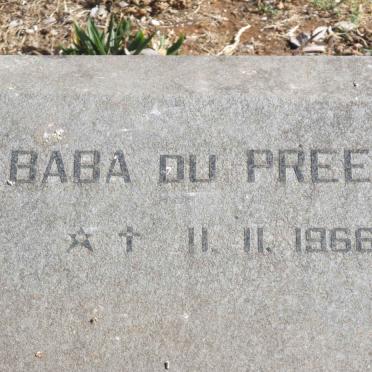 BABA DU PREE
☆ † 11. 11. 1966